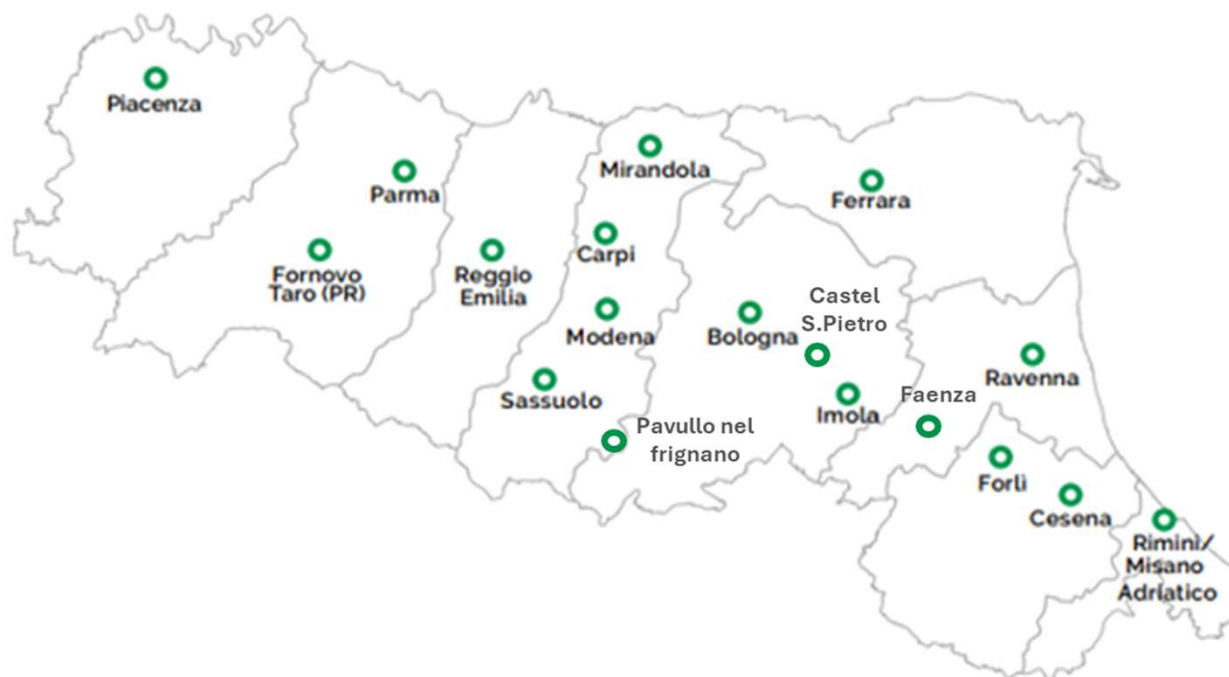 Piacenza
Mirandola
Parma
Ferrara
Carpi
Fornovo
Taro (PR)
Reggio
Emilia
Castel
S.Pietro
Modena
Bologna
Ravenna
Sassuolo
Imola
Faenza
Pavullo nel
frignano
Forlì
Cesena
Rimini/
Misano
Adriatico